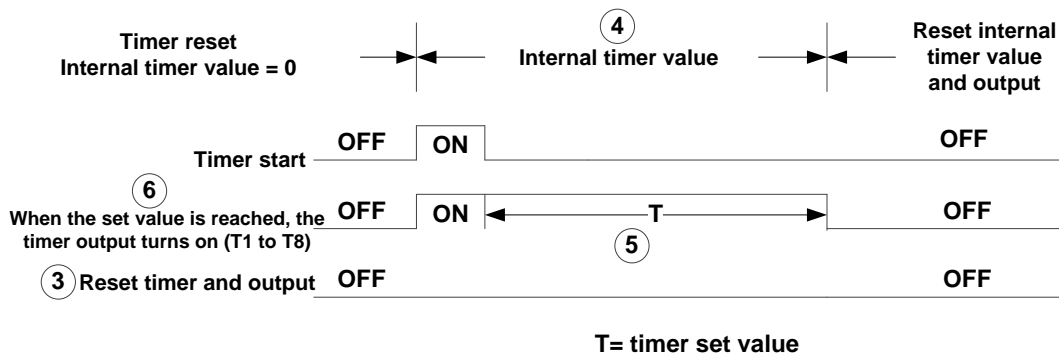 Timer reset
Internal timer value = 0
4
Internal timer value
Reset internal
timer value
and output
Timer start
OFF
ON
OFF
6
When the set value is reached, the
timer output turns on (T1 to T8)
OFF
ON
T
OFF
5
3 Reset timer and output
OFF
OFF
T= timer set value